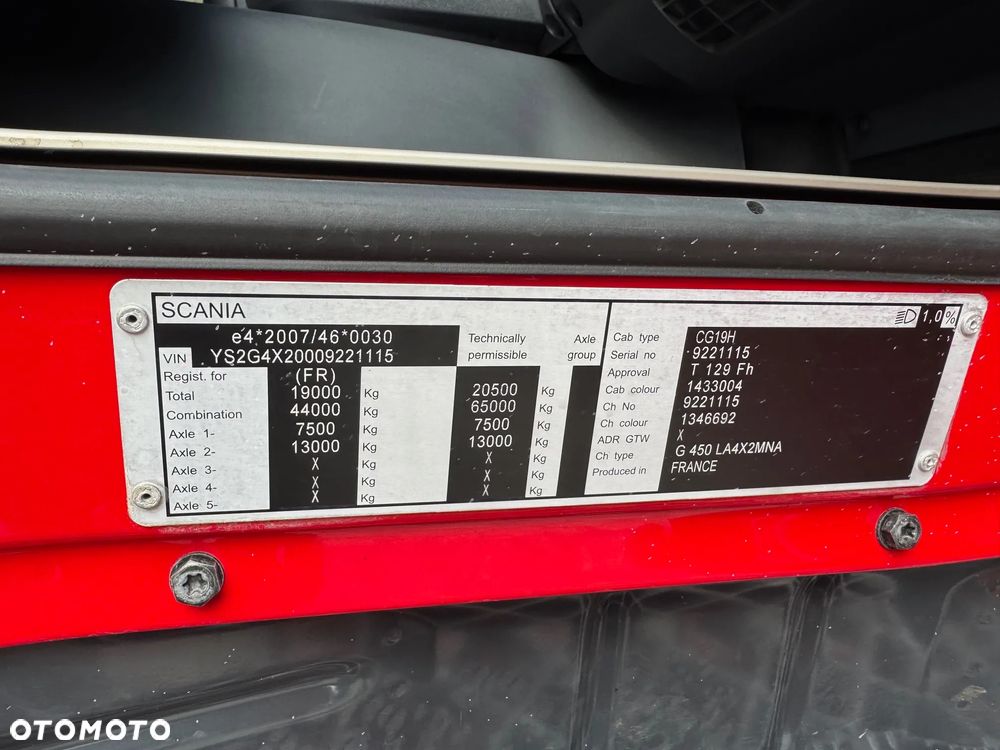 SCANIA
e4*2007/46*0030
VIN YS2G4X20009221115
Technically permissible
Axle group
Regist. for (FR)
Total 19000 Kg 20500 Kg
Combination 44000 Kg 65000 Kg
Axle 1- 7500 Kg 7500 Kg
Axle 2- 13000 Kg 13000 Kg
Axle 3- X Kg X Kg
Axle 4- X Kg X Kg
Axle 5- X Kg X Kg
1,0%
Cab type CG19H
Serial no 9221115
Approval T 129 Fh
Cab colour 1433004
Ch No 9221115
Ch colour 1346692
ADR GTW X
Ch type G 450 LA4X2MNA
Produced in FRANCE
OTOMOTO